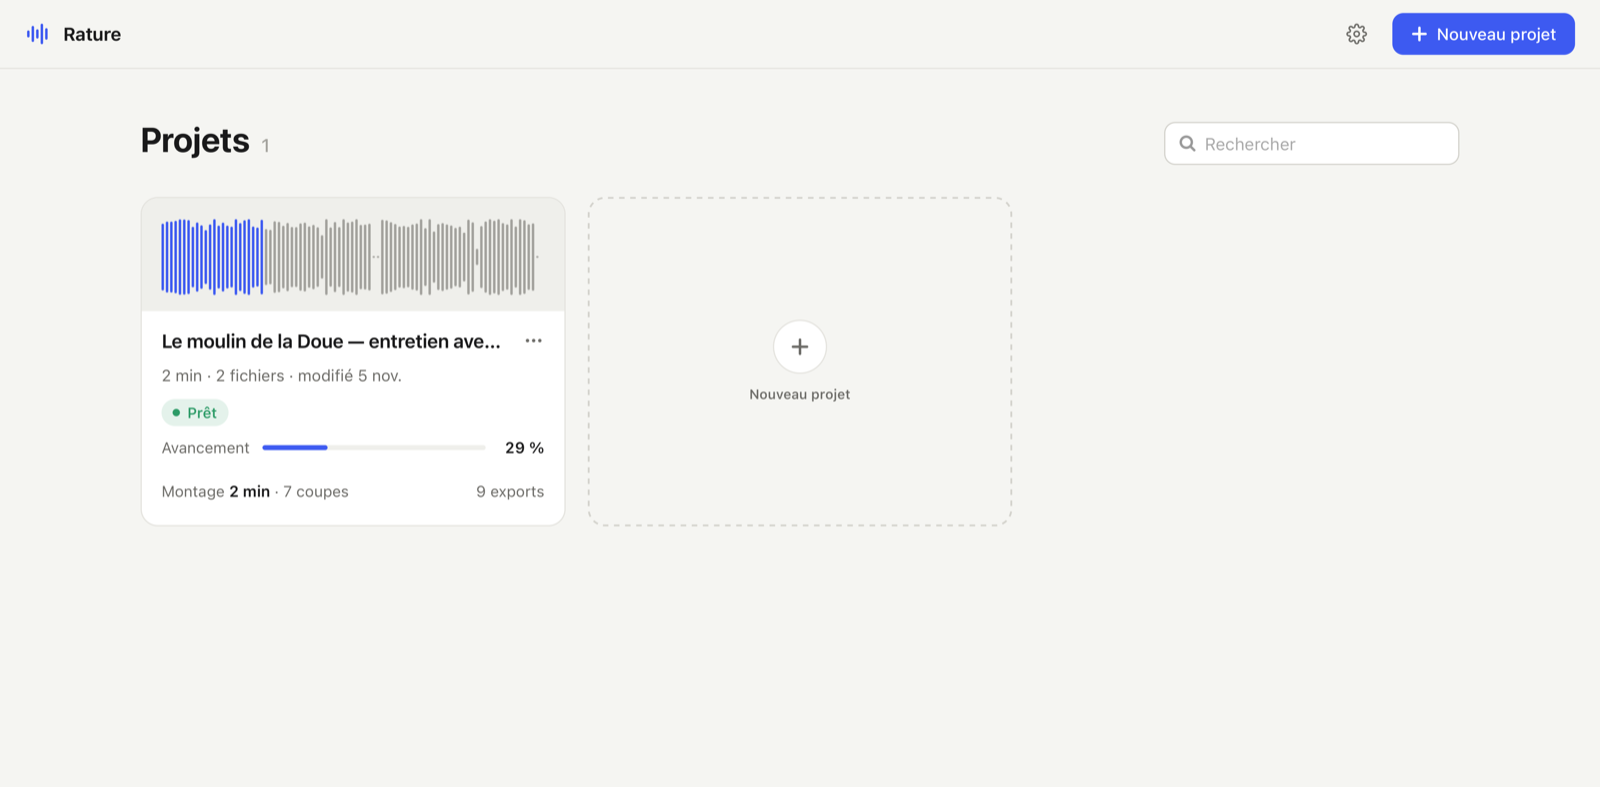 Rature
Nouveau projet
Projets 1
Rechercher
Le moulin de la Doue — entretien ave...
2 min · 2 fichiers · modifié 5 nov.
Prêt
Avancement 29 %
Montage 2 min · 7 coupes 9 exports
Nouveau projet